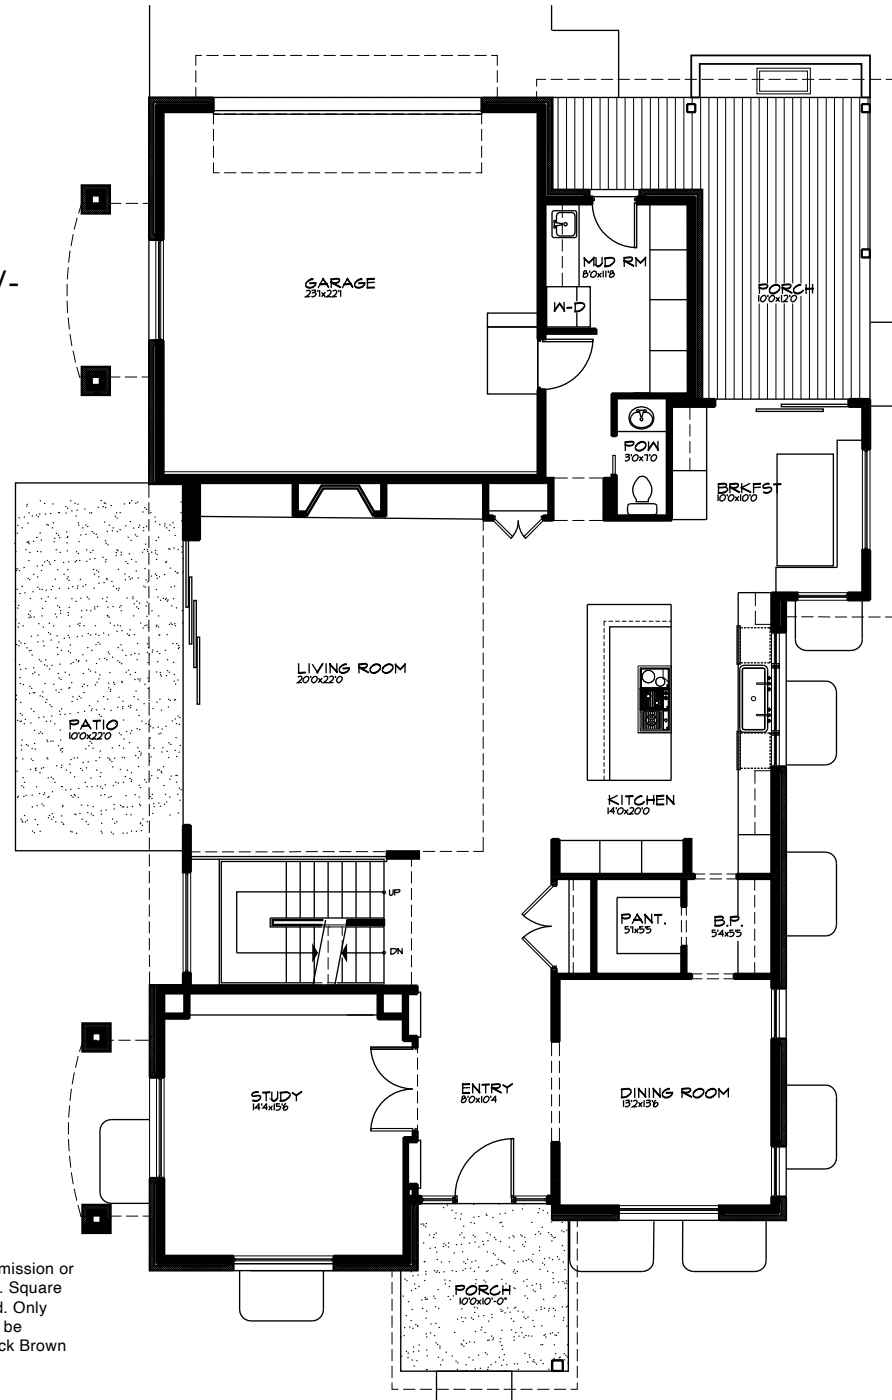 /-
GARAGE
23'1x22'1
MUD RM
8'0x11'8
W-D
PORCH
10'0x12'0
POW
3'0x7'0
BRKFST
10'0x10'0
LIVING ROOM
20'0x22'0
PATIO
10'0x22'0
KITCHEN
14'0x20'0
UP
DN
PANT.
5'1x5'5
B.P.
5'4x5'5
STUDY
14'4x15'6
ENTRY
8'0x10'4
DINING ROOM
13'2x13'6
PORCH
10'0x10'-0"
mission or
. Square
d. Only
be
ck Brown